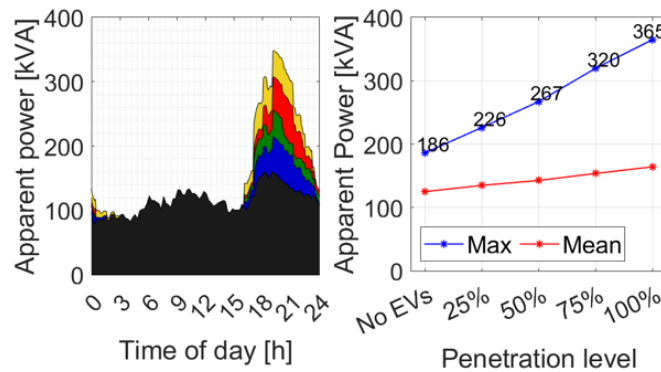 Apparent power [kVA]
400
300
200
100
0
0 3 6 9 12 15 18 21 24
Time of day [h]
Apparent Power [kVA]
400
300
200
100
0
186
226
267
320
365
Max Mean
No EVs 25% 50% 75% 100%
Penetration level